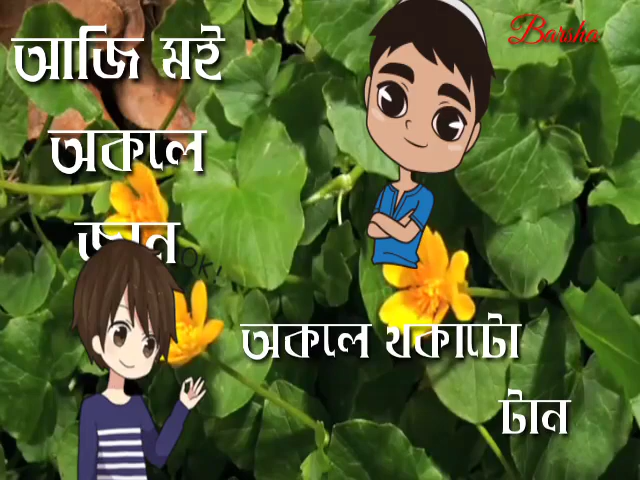 Barsha
আজি মই
অকলে
জান
অকলে থকাটো
টান